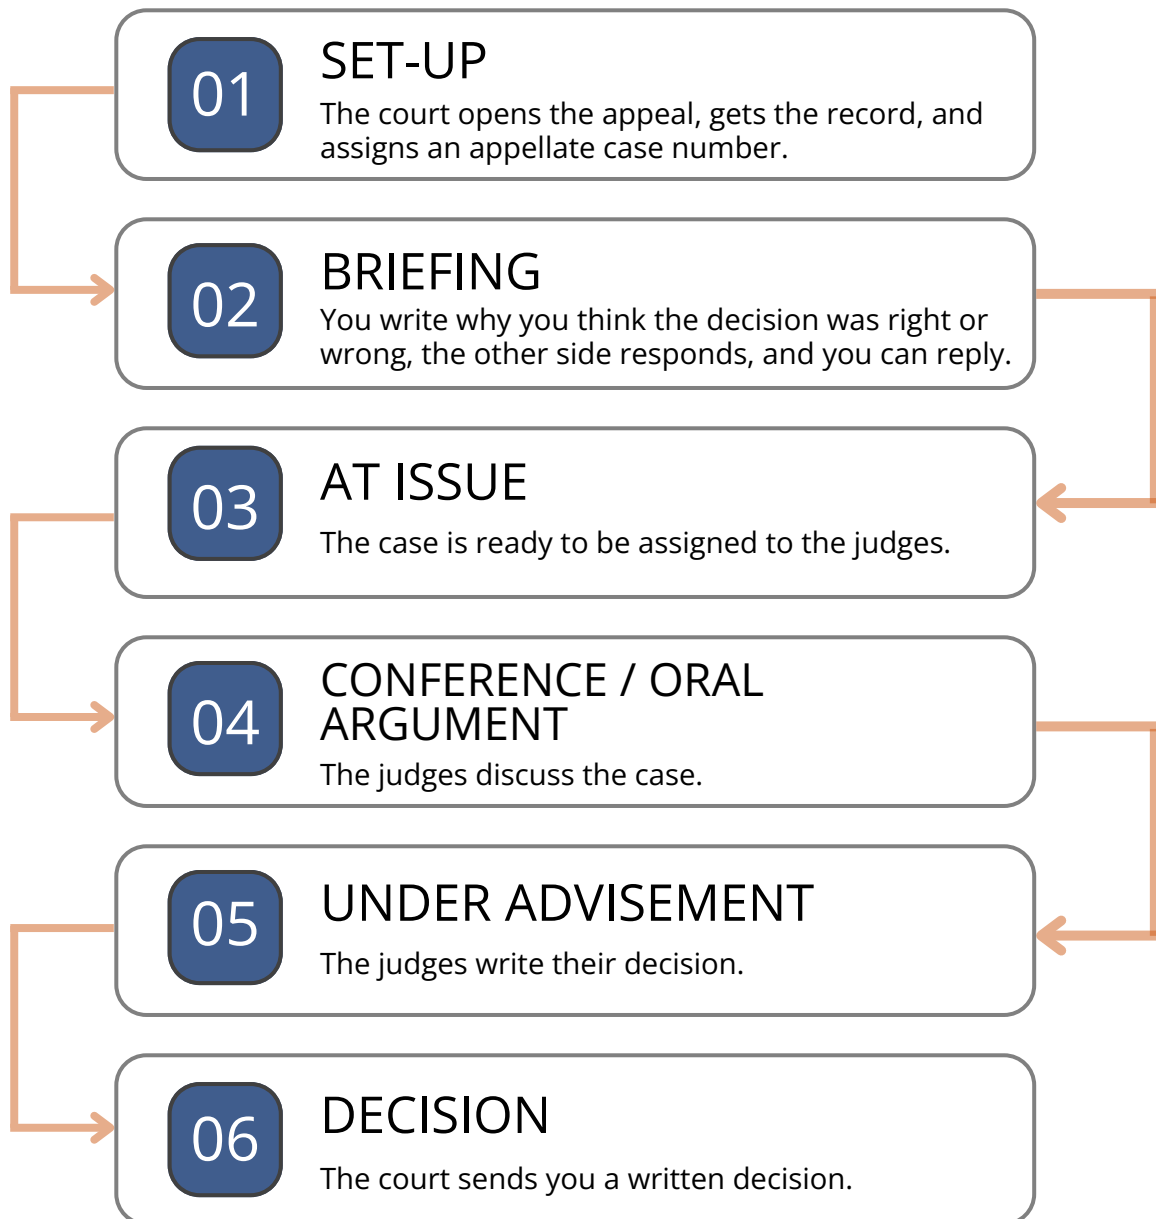 01
SET-UP
The court opens the appeal, gets the record, and
assigns an appellate case number.
02
BRIEFING
You write why you think the decision was right or
wrong, the other side responds, and you can reply.
03
AT ISSUE
The case is ready to be assigned to the judges.
04
CONFERENCE / ORAL
ARGUMENT
The judges discuss the case.
05
UNDER ADVISEMENT
The judges write their decision.
06
DECISION
The court sends you a written decision.